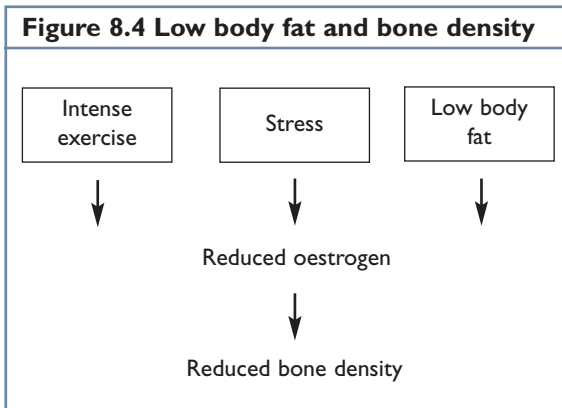 Figure 8.4 Low body fat and bone density
Intense
exercise
Stress
Low body
fat
Reduced oestrogen
Reduced bone density